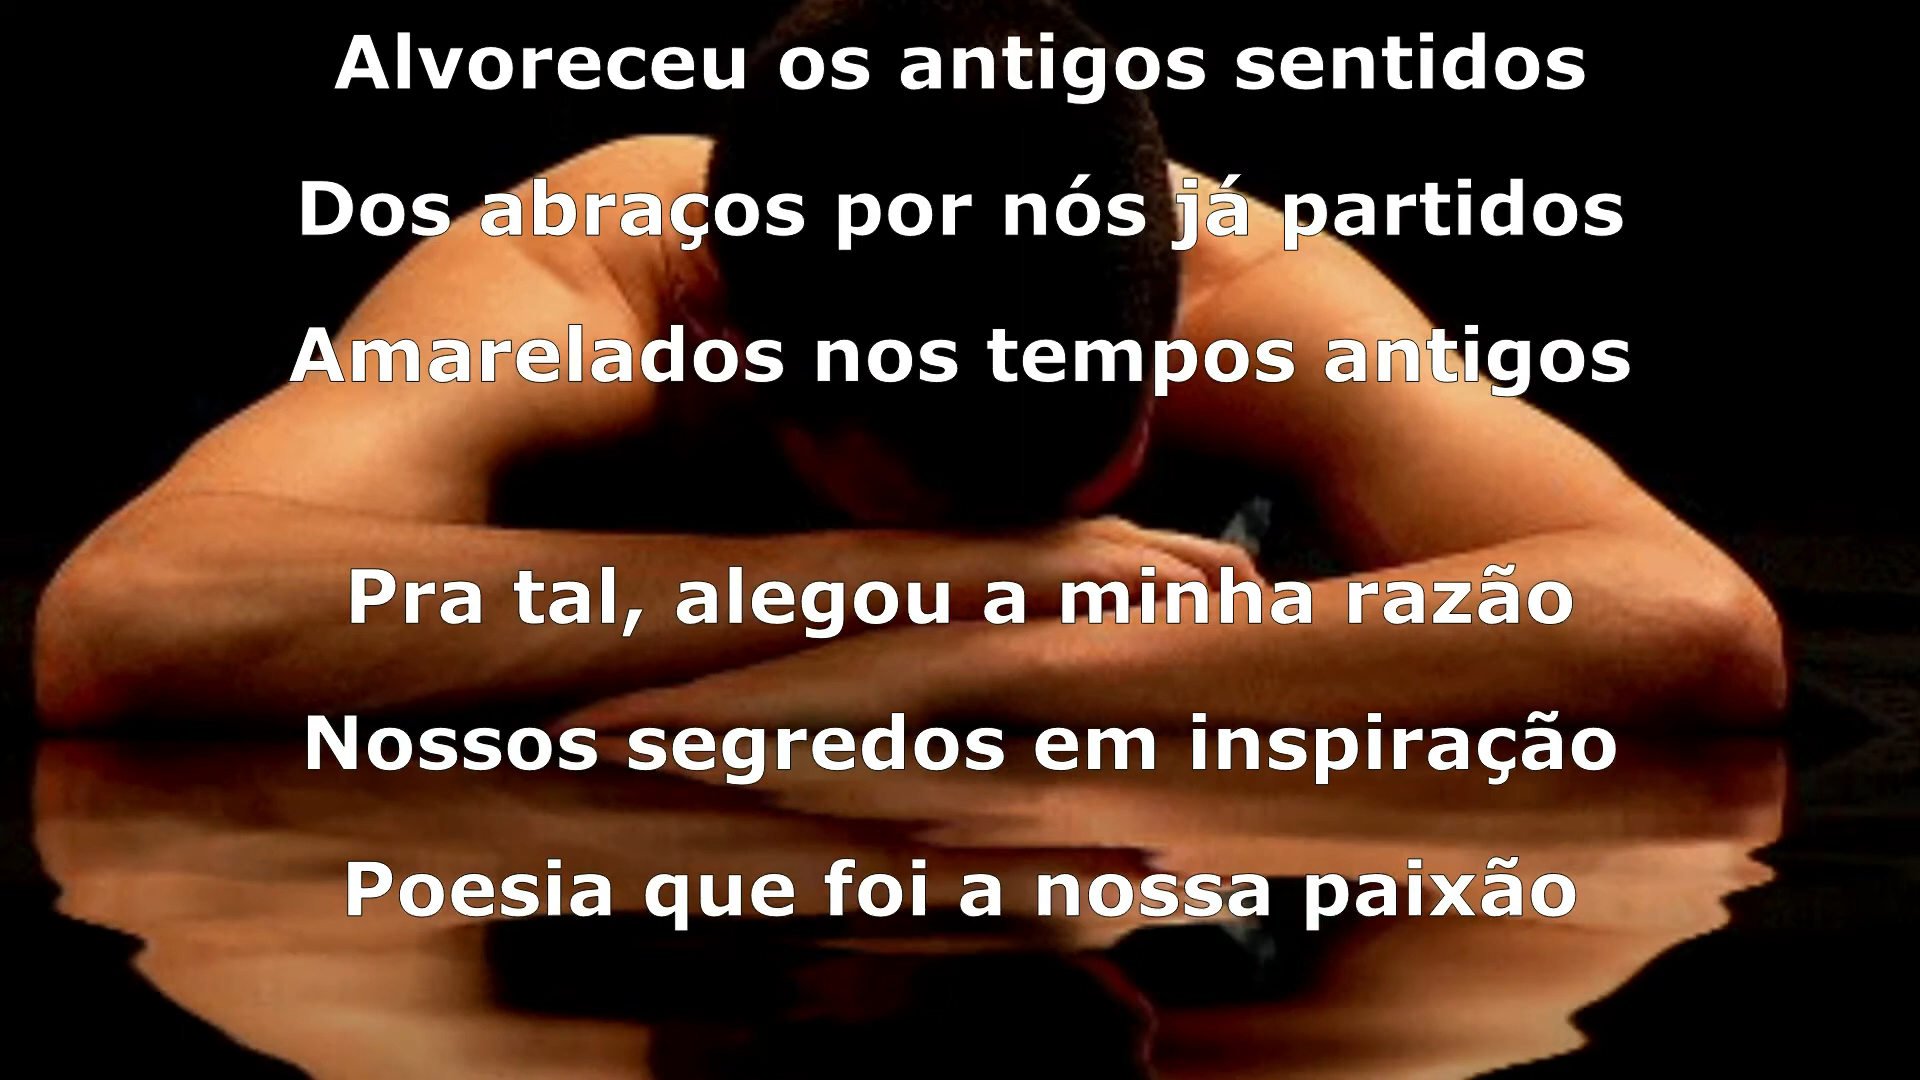 Alvoreceu os antigos sentidos
Dos abraços por nós já partidos
Amarelados nos tempos antigos
Pra tal, alegou a minha razão
Nossos segredos em inspiração
Poesia que foi a nossa paixão